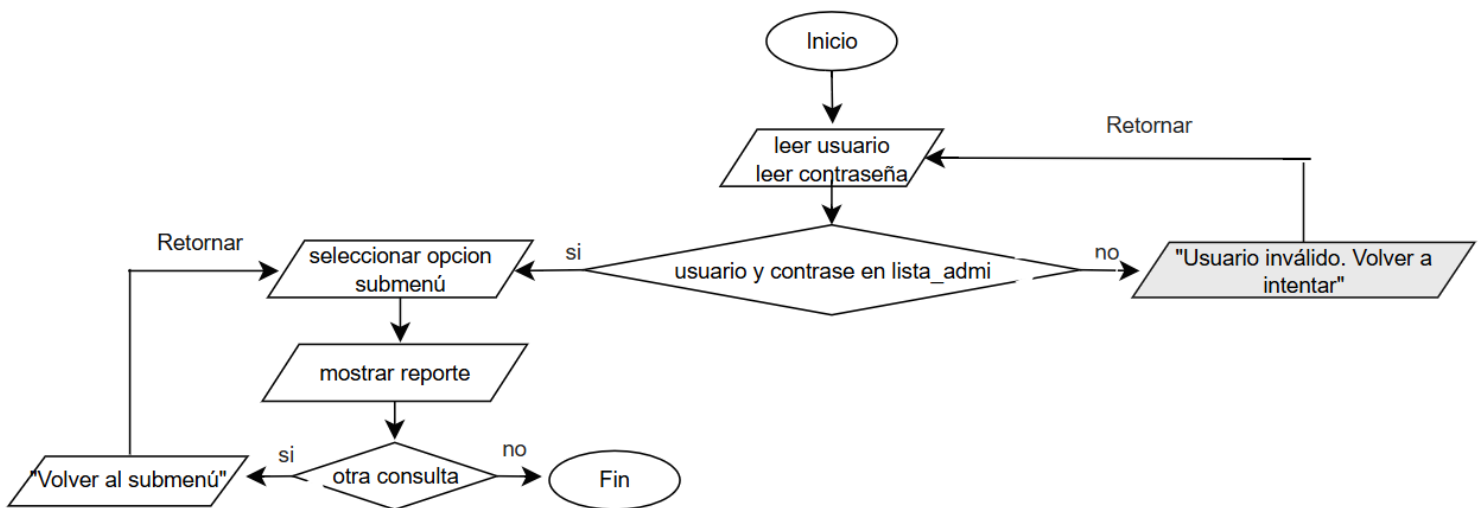 Inicio
leer usuario
leer contraseña
Retornar
Retornar
seleccionar opcion
submenú
si
usuario y contrase en lista_admi
no
"Usuario inválido. Volver a
intentar"
mostrar reporte
"Volver al submenú"
si
otra consulta
no
Fin